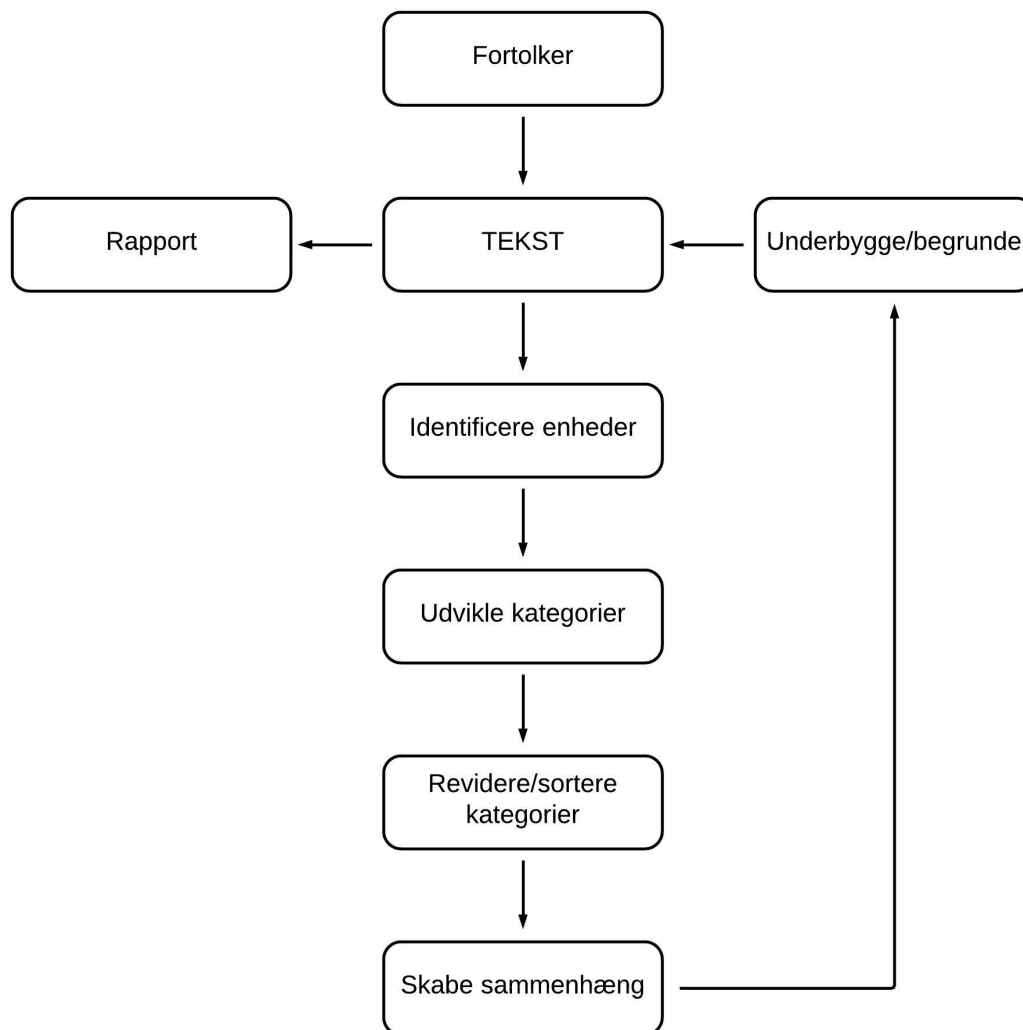 Fortolker
Rapport
TEKST
Underbygge/begrunde
Identificere enheder
Udvikle kategorier
Revidere/sortere
kategorier
Skabe sammenhæng